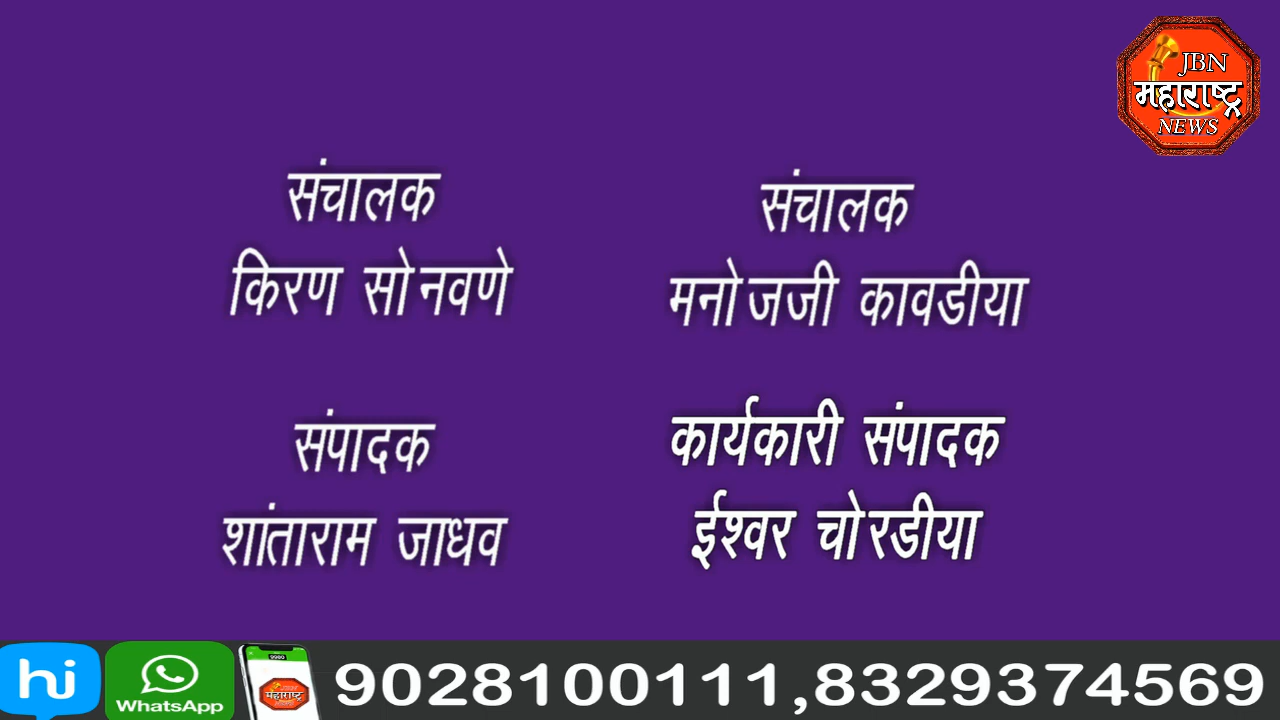 JBN
महाराष्ट्र
NEWS
संचालक
किरण सोनवणे
संचालक
मनोजजी कावडीया
संपादक
शांताराम जाधव
कार्यकारी संपादक
ईश्वर चोरडीया
hi
WhatsApp
महाराष्ट्र
9028100111,8329374569